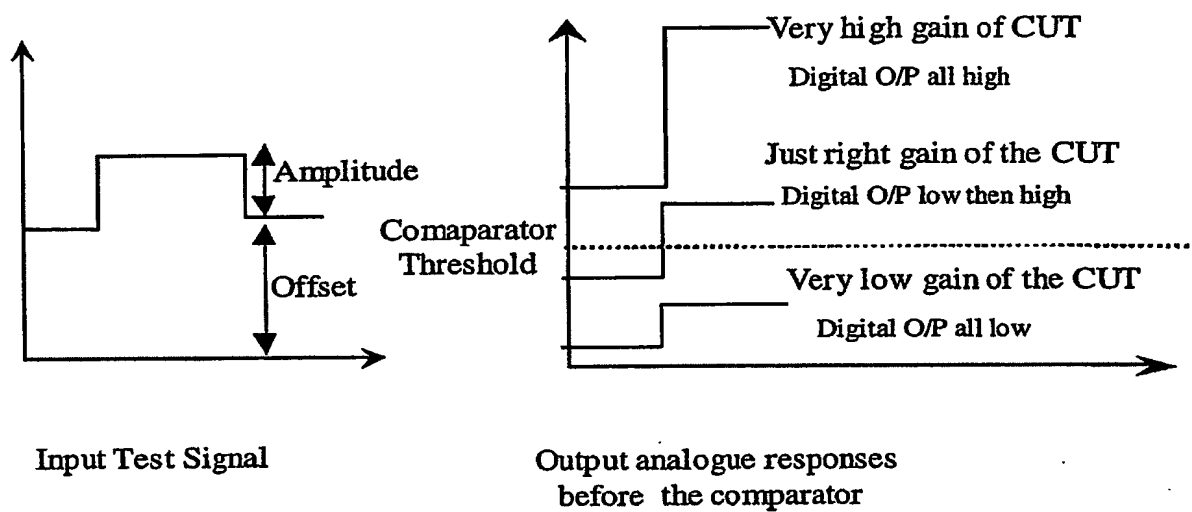 Amplitude
Offset
Input Test Signal
Very high gain of CUT
Digital O/P all high
Just right gain of the CUT
Digital O/P low then high
Comaparator
Threshold
Very low gain of the CUT
Digital O/P all low
Output analogue responses
before the comparator